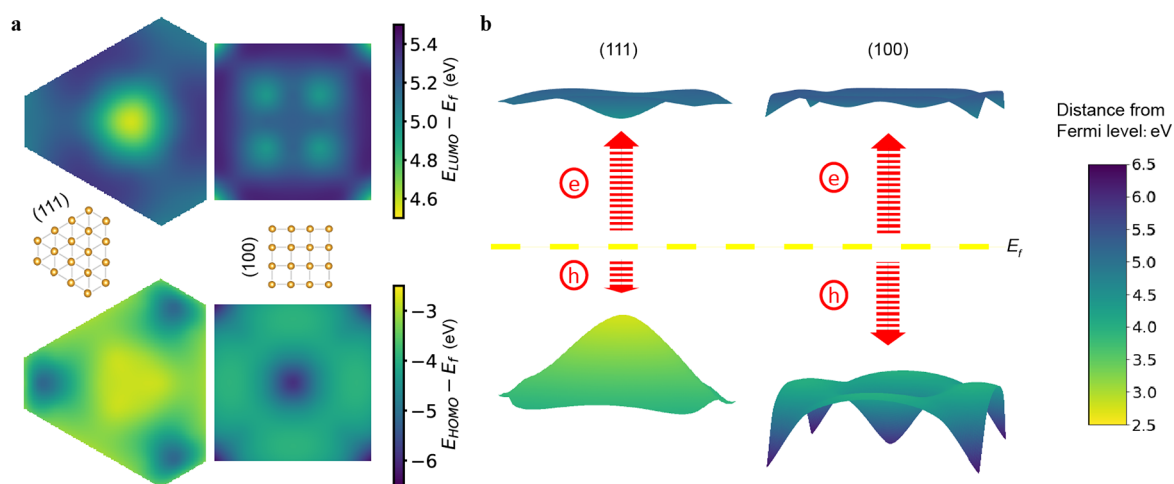 a
b
(111)
(100)
5.4
5.2
5.0
4.8
4.6
E_LUMO − E_f (eV)
(111)
(100)
−3
−4
−5
−6
E_HOMO − E_f (eV)
e
e
h
h
E_f
Distance from
Fermi level: eV
6.5
6.0
5.5
5.0
4.5
4.0
3.5
3.0
2.5